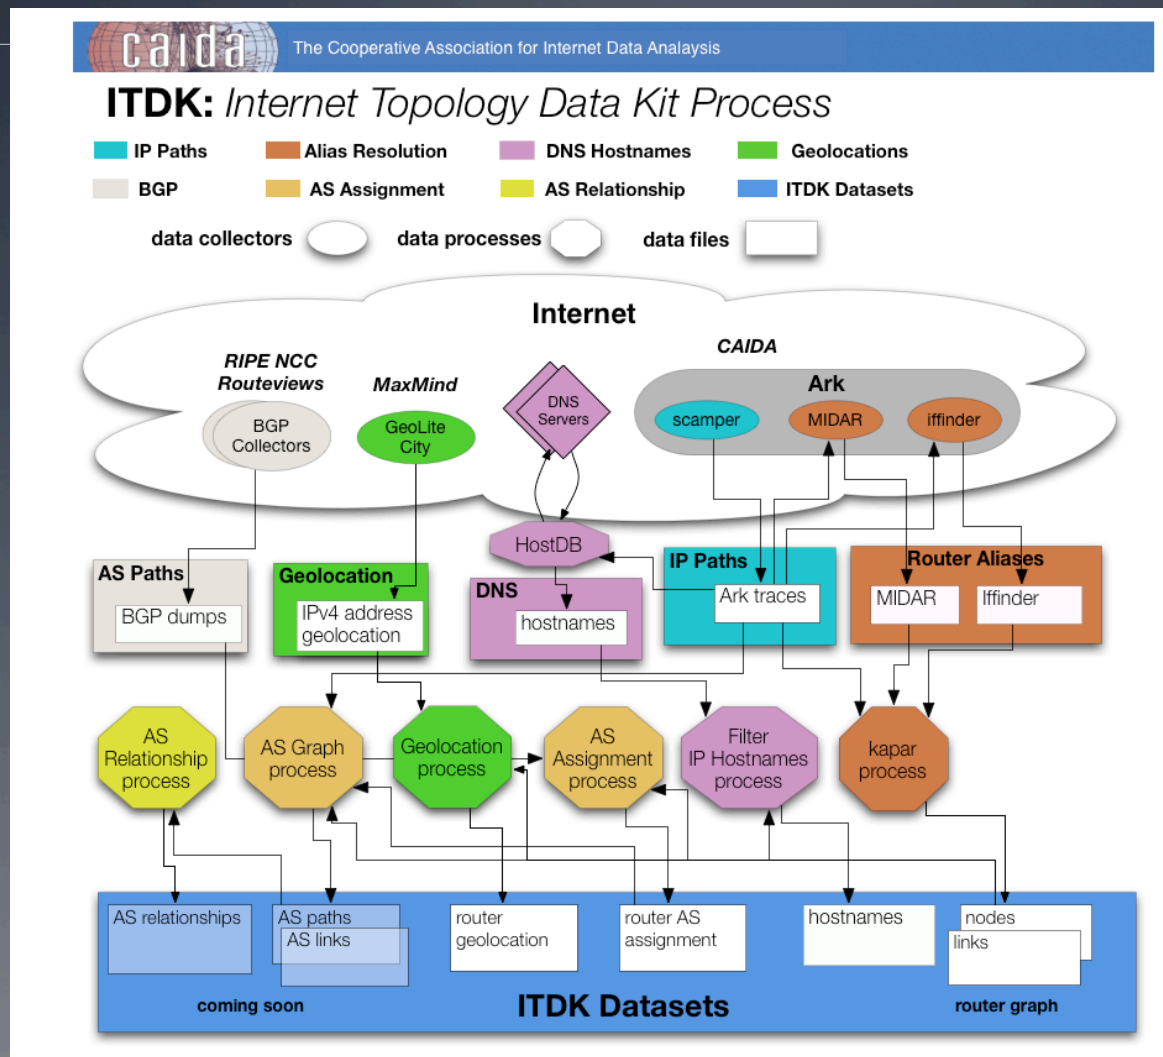 caida
The Cooperative Association for Internet Data Analaysis
ITDK: Internet Topology Data Kit Process
IP Paths
Alias Resolution
DNS Hostnames
Geolocations
BGP
AS Assignment
AS Relationship
ITDK Datasets
data collectors
data processes
data files
Internet
RIPE NCC
Routeviews
MaxMind
CAIDA
Ark
BGP
Collectors
GeoLite
City
DNS
Servers
scamper
MIDAR
iffinder
HostDB
AS Paths
BGP dumps
Geolocation
IPv4 address
geolocation
DNS
hostnames
IP Paths
Ark traces
Router Aliases
MIDAR
Iffinder
AS
Relationship
process
AS Graph
process
Geolocation
process
AS
Assignment
process
Filter
IP Hostnames
process
kapar
process
AS relationships
AS paths
AS links
router
geolocation
router AS
assignment
hostnames
nodes
links
coming soon
ITDK Datasets
router graph